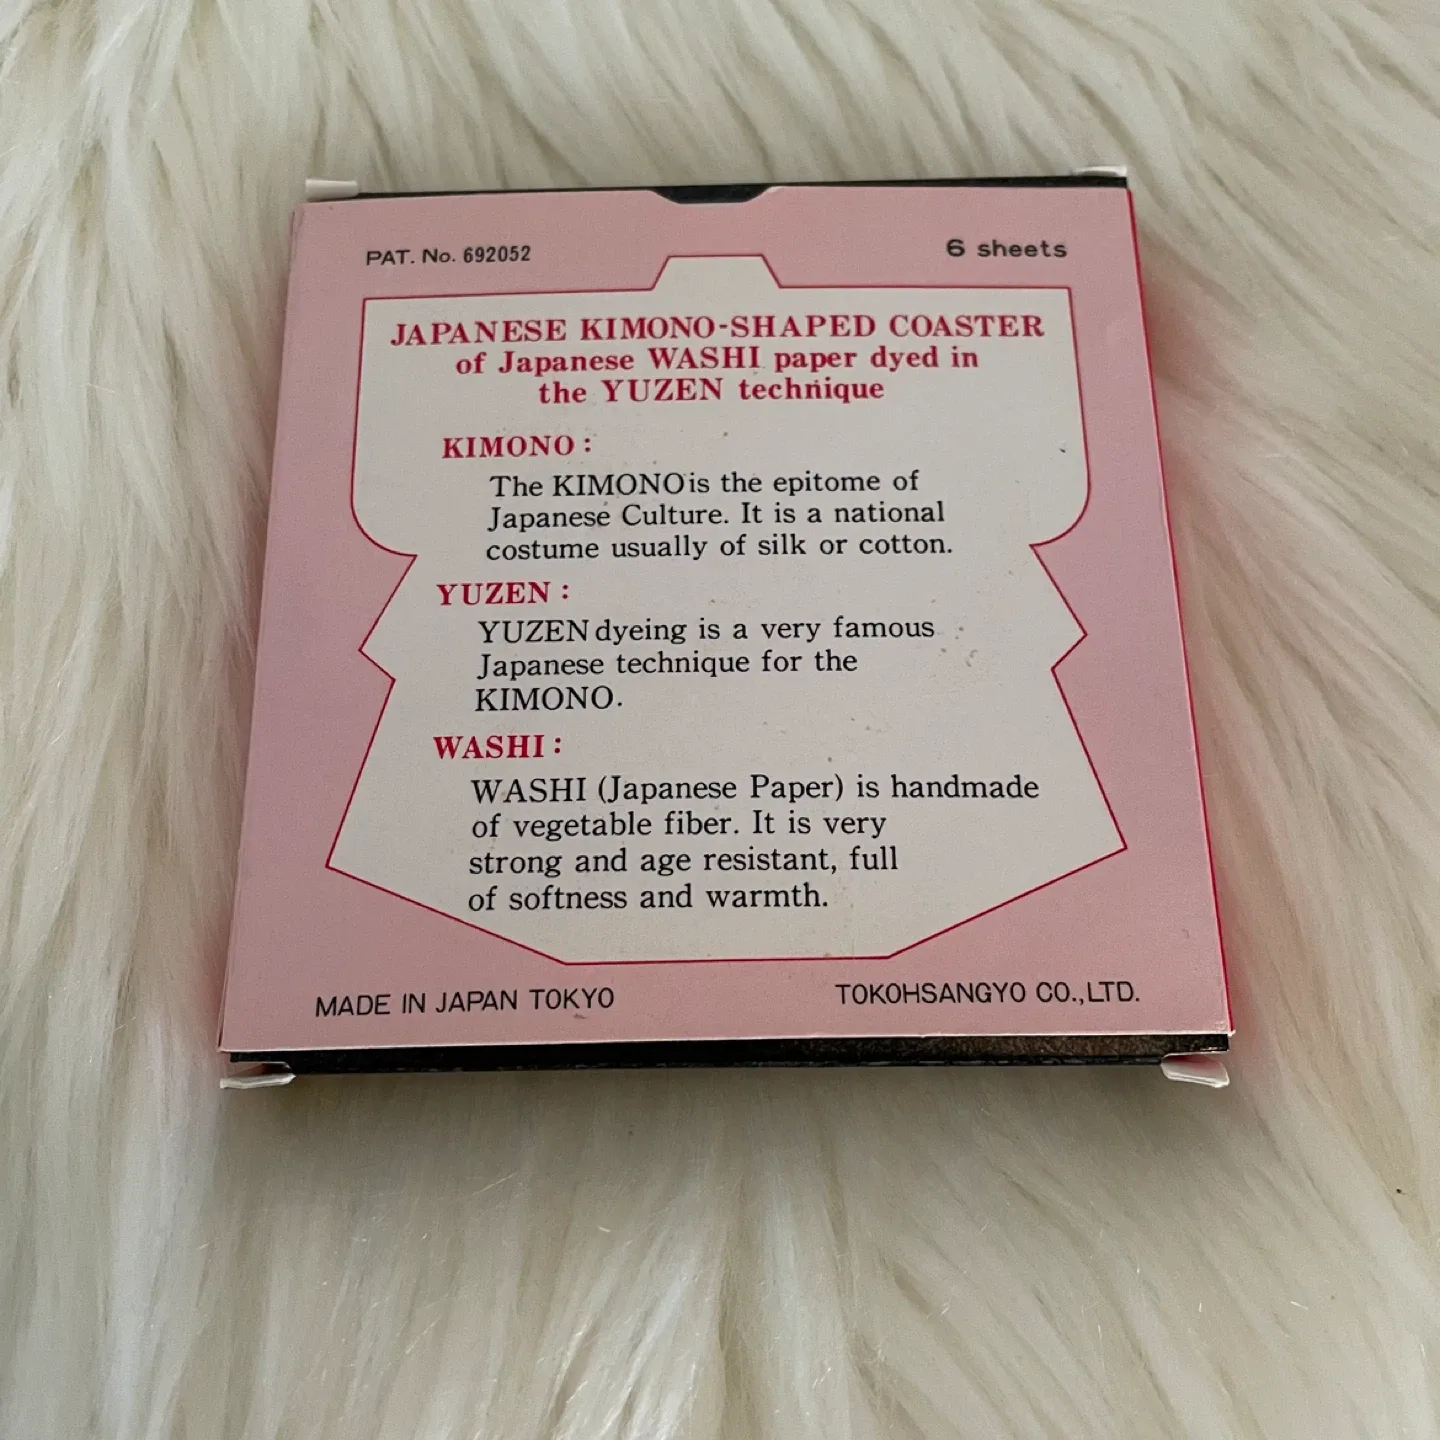 PAT. No. 692052
6 sheets
JAPANESE KIMONO-SHAPED COASTER
of Japanese WASHI paper dyed in
the YUZEN technique
KIMONO:
The KIMONO is the epitome of
Japanese Culture. It is a national
costume usually of silk or cotton.
YUZEN:
YUZEN dyeing is a very famous
Japanese technique for the
KIMONO.
WASHI:
WASHI (Japanese Paper) is handmade
of vegetable fiber. It is very
strong and age resistant, full
of softness and warmth.
MADE IN JAPAN TOKYO
TOKOHSANGYO CO.,LTD.